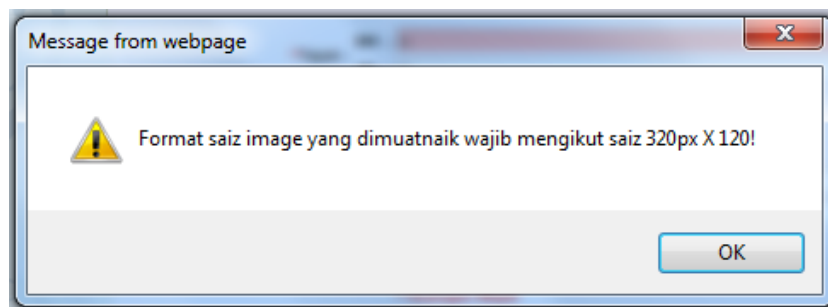 Message from webpage
Format saiz image yang dimuatnaik wajib mengikut saiz 320px X 120!
OK